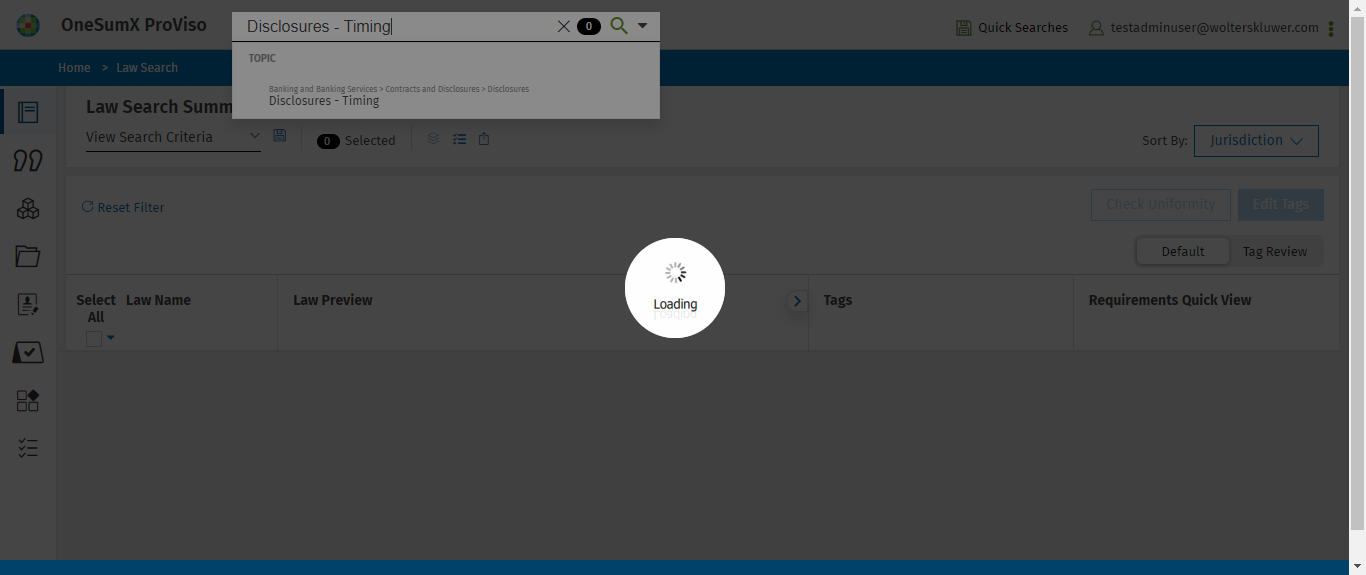 OneSumX ProViso
Disclosures - Timing
0
Quick Searches
testadminuser@wolterskluwer.com
TOPIC
Banking and Banking Services > Contracts and Disclosures > Disclosures
Disclosures - Timing
Home > Law Search
Law Search Summ
View Search Criteria
0 Selected
Sort By: Jurisdiction
Reset Filter
Check Uniformity
Edit Tags
Default
Tag Review
Select All
Law Name
Law Preview
Tags
Requirements Quick View
Loading